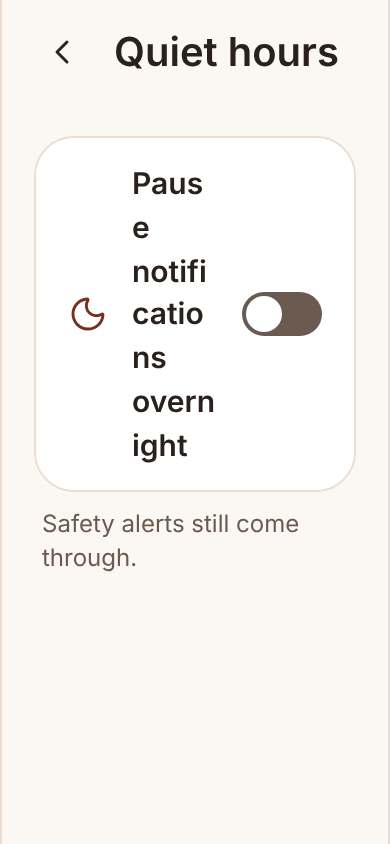 Quiet hours
Paus
e
notifi
catio
ns
overn
ight
Safety alerts still come
through.